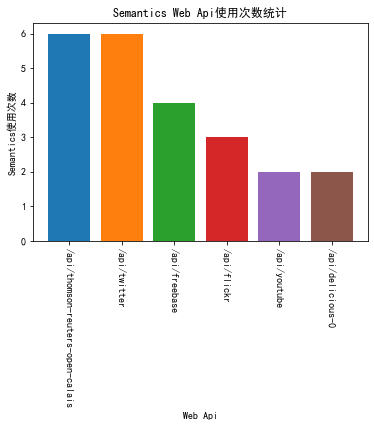 Semantics Web Api使用次数统计
Semantics使用次数
6
5
4
3
2
1
0
/api/thomson-reuters-open-calais
/api/twitter
/api/freebase
/api/flickr
/api/youtube
/api/delicious-0
Web Api